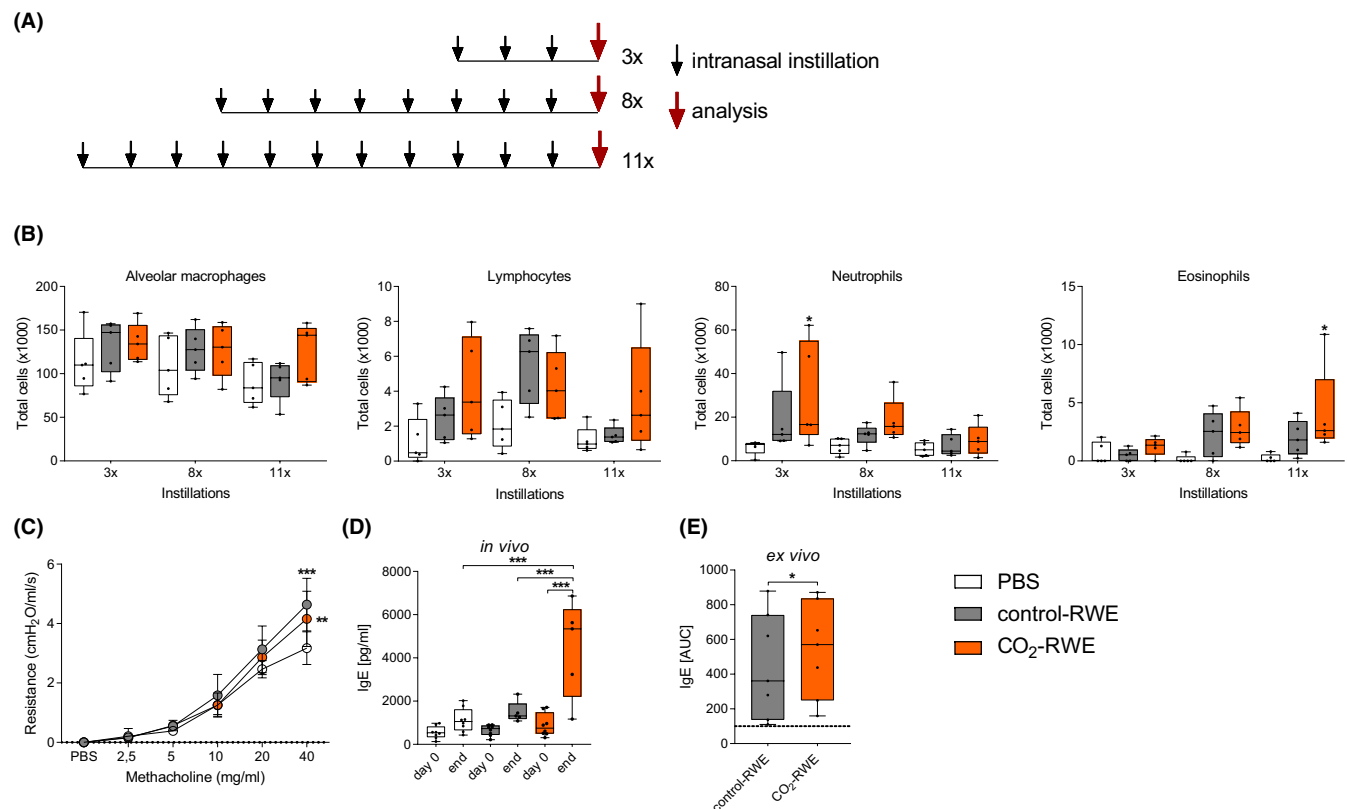 (A)
3x
intranasal instillation
8x
analysis
11x
(B)
Alveolar macrophages
Lymphocytes
Neutrophils
Eosinophils
Total cells (x1000)
200
150
100
50
0
3x 8x 11x
Instillations
Total cells (x1000)
10
8
6
4
2
0
3x 8x 11x
Instillations
Total cells (x1000)
80
60
40
20
0
*
3x 8x 11x
Instillations
Total cells (x1000)
15
10
5
0
*
3x 8x 11x
Instillations
(C)
Resistance (cmH2O/ml/s)
6
4
2
0
***
**
PBS 2,5 5 10 20 40
Methacholine (mg/ml)
(D)
in vivo
***
***
***
IgE [pg/ml]
8000
6000
4000
2000
0
day 0 end day 0 end day 0 end
(E)
ex vivo
*
IgE [AUC]
1000
800
600
400
200
0
control-RWE CO2-RWE
PBS
control-RWE
CO2-RWE